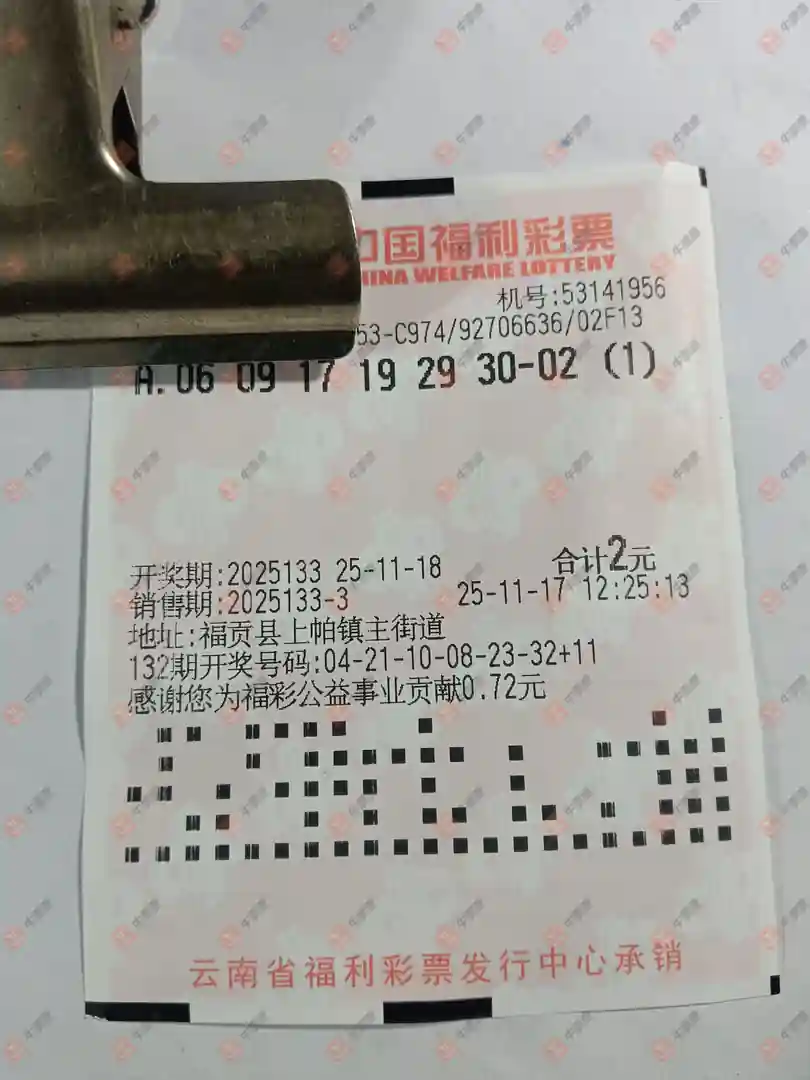 中国福利彩票
CHINA WELFARE LOTTERY
机号:53141956
53-C974/92706636/02F13
A. 06 09 17 19 29 30-02 (1)
合计2元
开奖期:2025133 25-11-18
销售期:2025133-3 25-11-17 12:25:13
地址:福贡县上帕镇主街道
132期开奖号码:04-21-10-08-23-32+11
感谢您为福彩公益事业贡献0.72元
云南省福利彩票发行中心承销